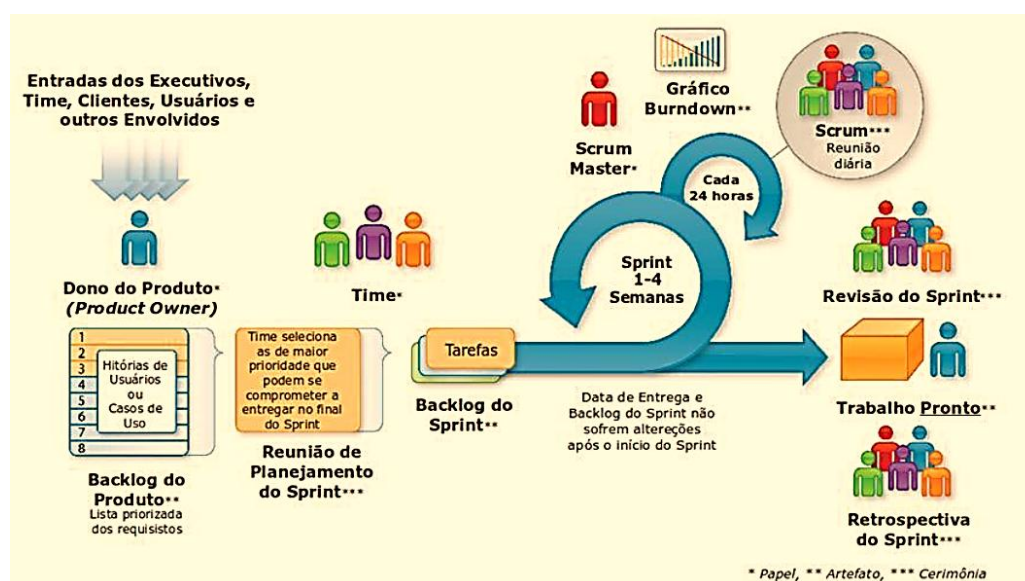 Entradas dos Executivos,
Time, Clientes, Usuários e
outros Envolvidos
Dono do Produto*
(Product Owner)
1
2
3
4
5
6
7
8
Hitórias de
Usuários
ou
Casos de
Uso
Backlog do
Produto**
Lista priorizada
dos requisistos
Time*
Time seleciona
as de maior
prioridade que
podem se
comprometer a
entregar no final
do Sprint
Reunião de
Planejamento
do Sprint***
Tarefas
Backlog do
Sprint**
Scrum
Master*
Gráfico
Burndown**
Scrum***
Reunião
diária
Cada
24 horas
Sprint
1-4
Semanas
Data de Entrega e
Backlog do Sprint não
sofrem altereções
após o início do Sprint
Revisão do Sprint***
Trabalho Pronto**
Retrospectiva
do Sprint***
* Papel, ** Artefato, *** Cerimônia